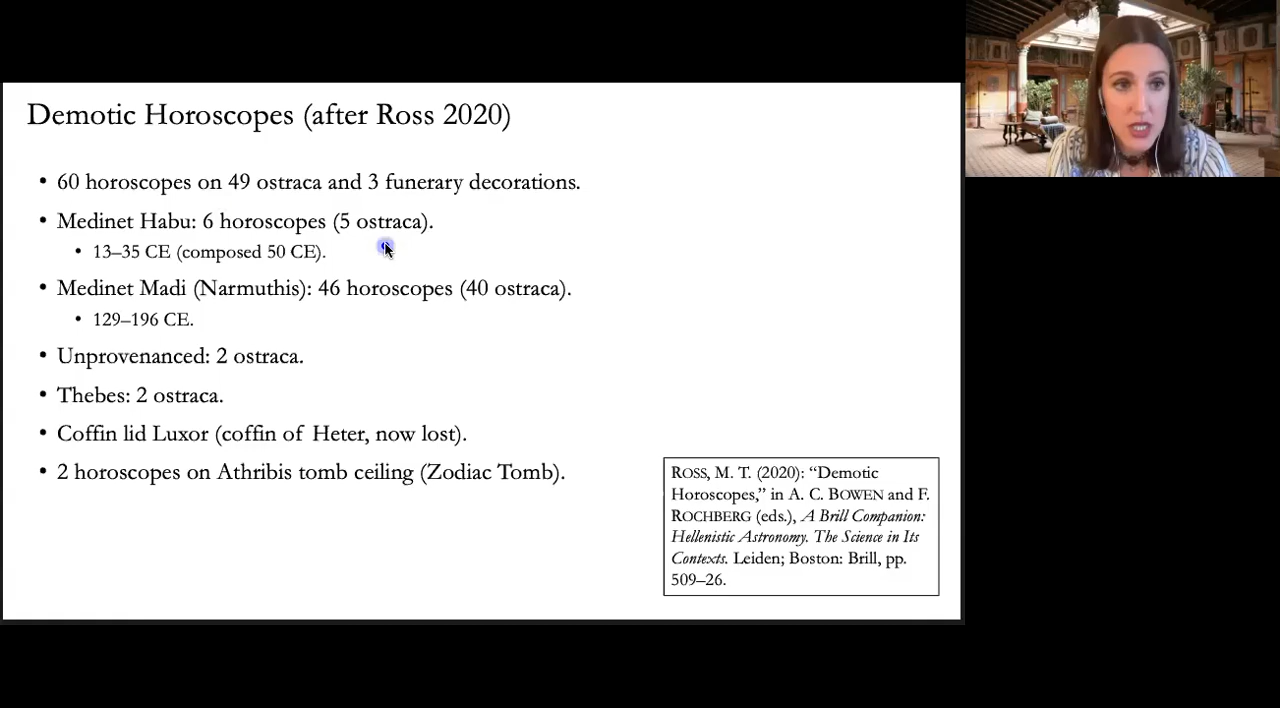 Demotic Horoscopes (after Ross 2020)
• 60 horoscopes on 49 ostraca and 3 funerary decorations.
• Medinet Habu: 6 horoscopes (5 ostraca).
• 13–35 CE (composed 50 CE).
• Medinet Madi (Narmuthis): 46 horoscopes (40 ostraca).
• 129–196 CE.
• Unprovenanced: 2 ostraca.
• Thebes: 2 ostraca.
• Coffin lid Luxor (coffin of Heter, now lost).
• 2 horoscopes on Athribis tomb ceiling (Zodiac Tomb).
ROSS, M. T. (2020): “Demotic
Horoscopes,” in A. C. BOWEN and F.
ROCHBERG (eds.), A Brill Companion:
Hellenistic Astronomy. The Science in Its
Contexts. Leiden; Boston: Brill, pp.
509–26.